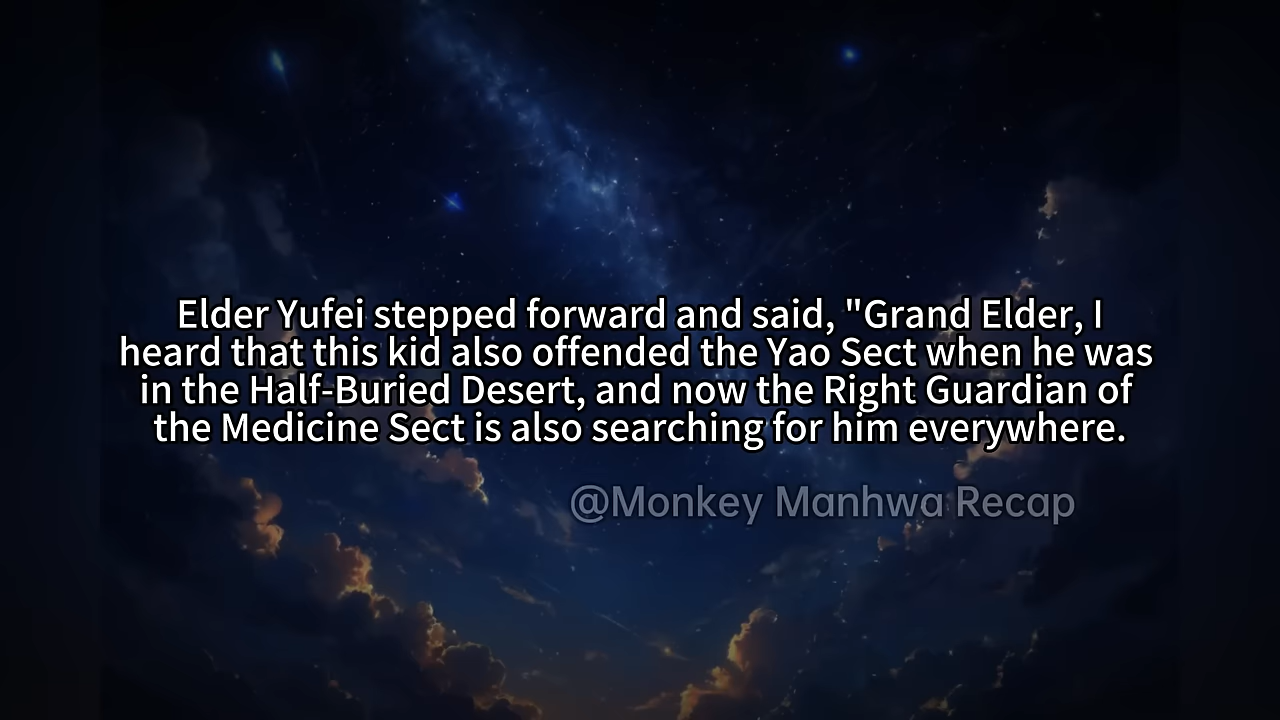 Elder Yufei stepped forward and said, "Grand Elder, I
heard that this kid also offended the Yao Sect when he was
in the Half-Buried Desert, and now the Right Guardian of
the Medicine Sect is also searching for him everywhere.
@Monkey Manhwa Recap